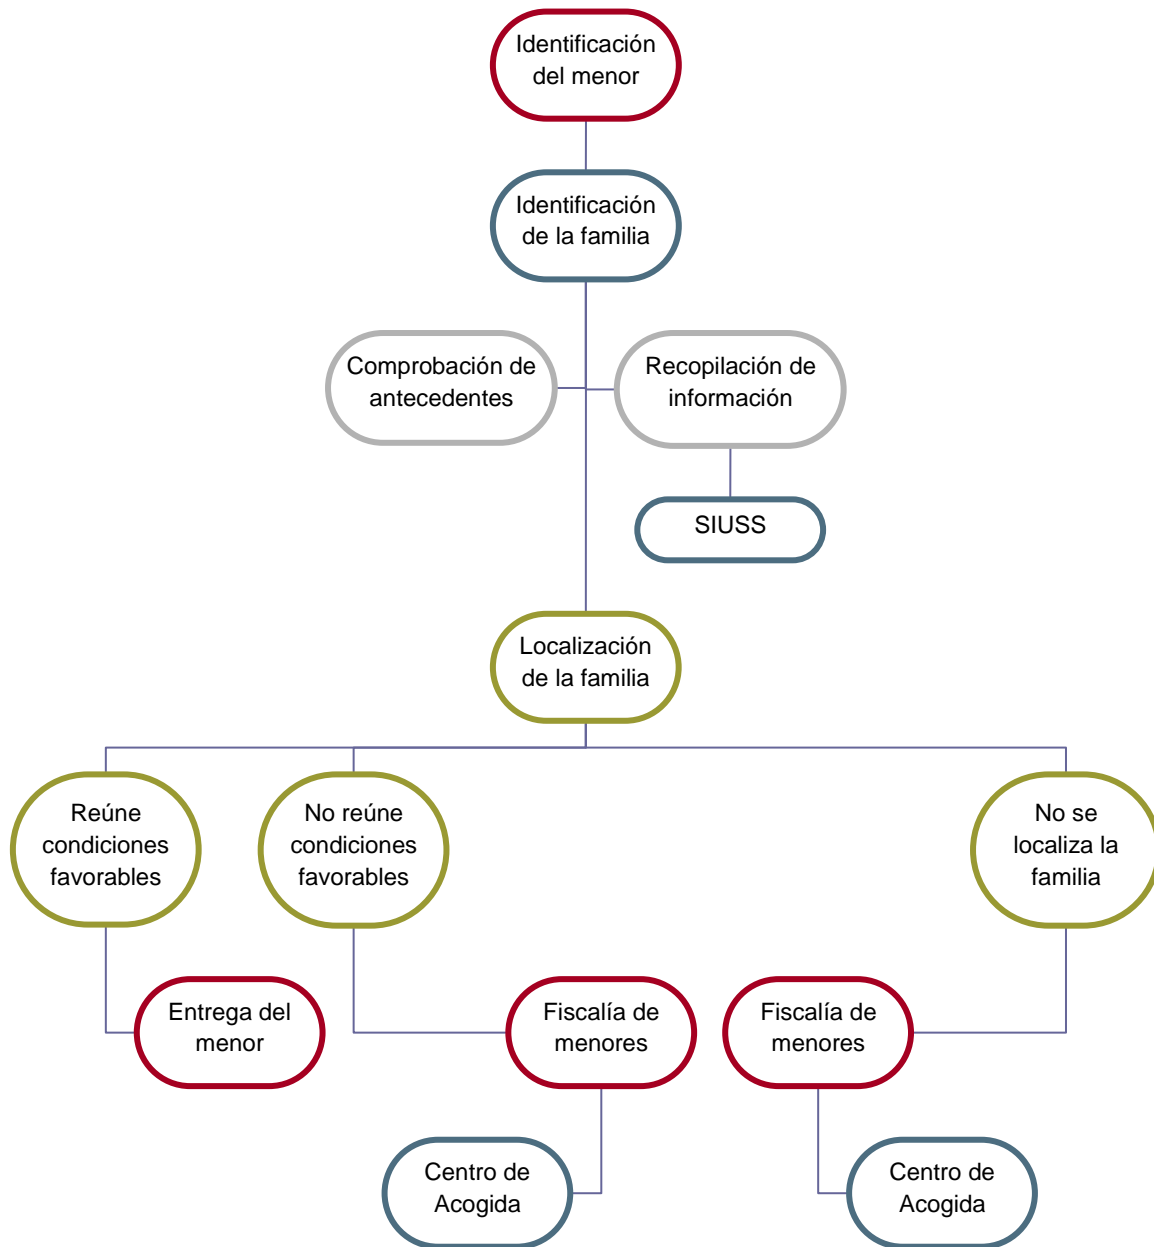 Identificación
del menor
Identificación
de la familia
Comprobación de
antecedentes
Recopilación de
información
SIUSS
Localización
de la familia
Reúne
condiciones
favorables
No reúne
condiciones
favorables
No se
localiza la
familia
Entrega del
menor
Fiscalía de
menores
Fiscalía de
menores
Centro de
Acogida
Centro de
Acogida